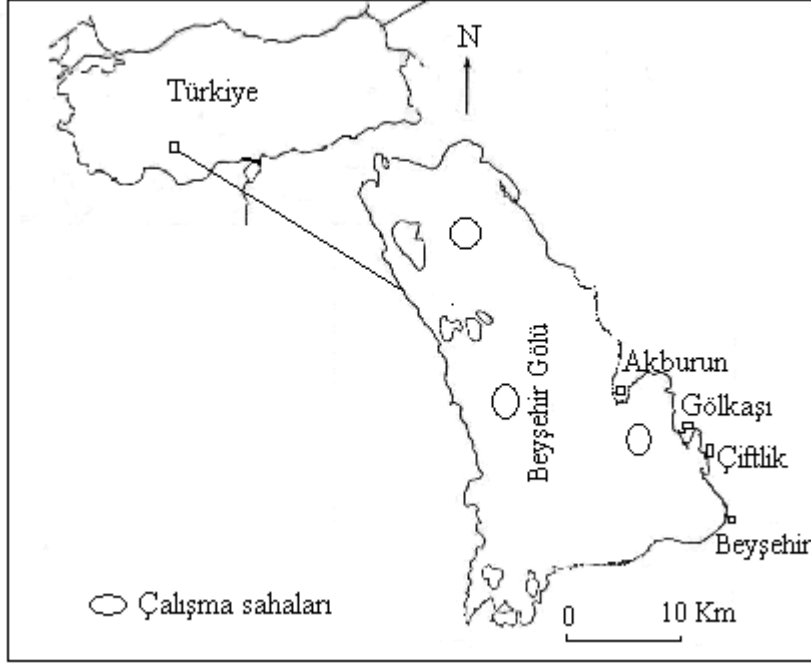 N
Türkiye
Akburun
Gölkaşı
Beyşehir Gölü
Çiftlik
Beyşehir
Çalışma sahaları
0 10 Km